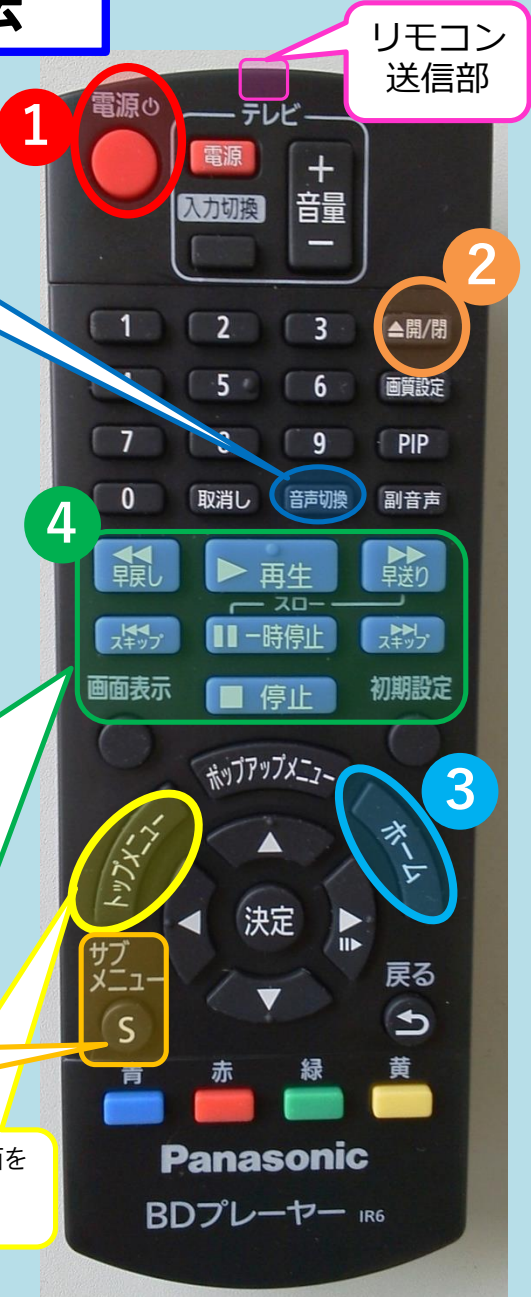 法
リモコン
送信部
1
電源
テレビ
電源
入力切換
+
音量
−
2
1 2 3 ▲開/閉
5 6 画質設定
7 8 9 PIP
0 取消し 音声切換 副音声
4
◀◀ ▶ 再生 ▶▶
早戻し 早送り
スロー
スキップ 一時停止 スキップ
画面表示 ■ 停止 初期設定
ポップアップメニュー
3
トップメニュー
ホーム
決定
サブ
メニュー
S
戻る
青 赤 緑 黄
を
Panasonic
BDプレーヤー IR6